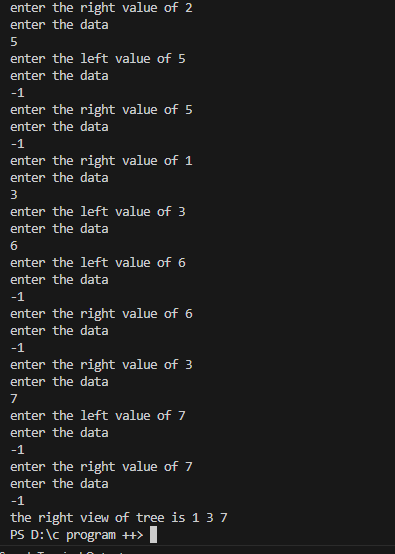 enter the right value of 2
enter the data
5
enter the left value of 5
enter the data
-1
enter the right value of 5
enter the data
-1
enter the right value of 1
enter the data
3
enter the left value of 3
enter the data
6
enter the left value of 6
enter the data
-1
enter the right value of 6
enter the data
-1
enter the right value of 3
enter the data
7
enter the left value of 7
enter the data
-1
enter the right value of 7
enter the data
-1
the right view of tree is 1 3 7
PS D:\c program ++>